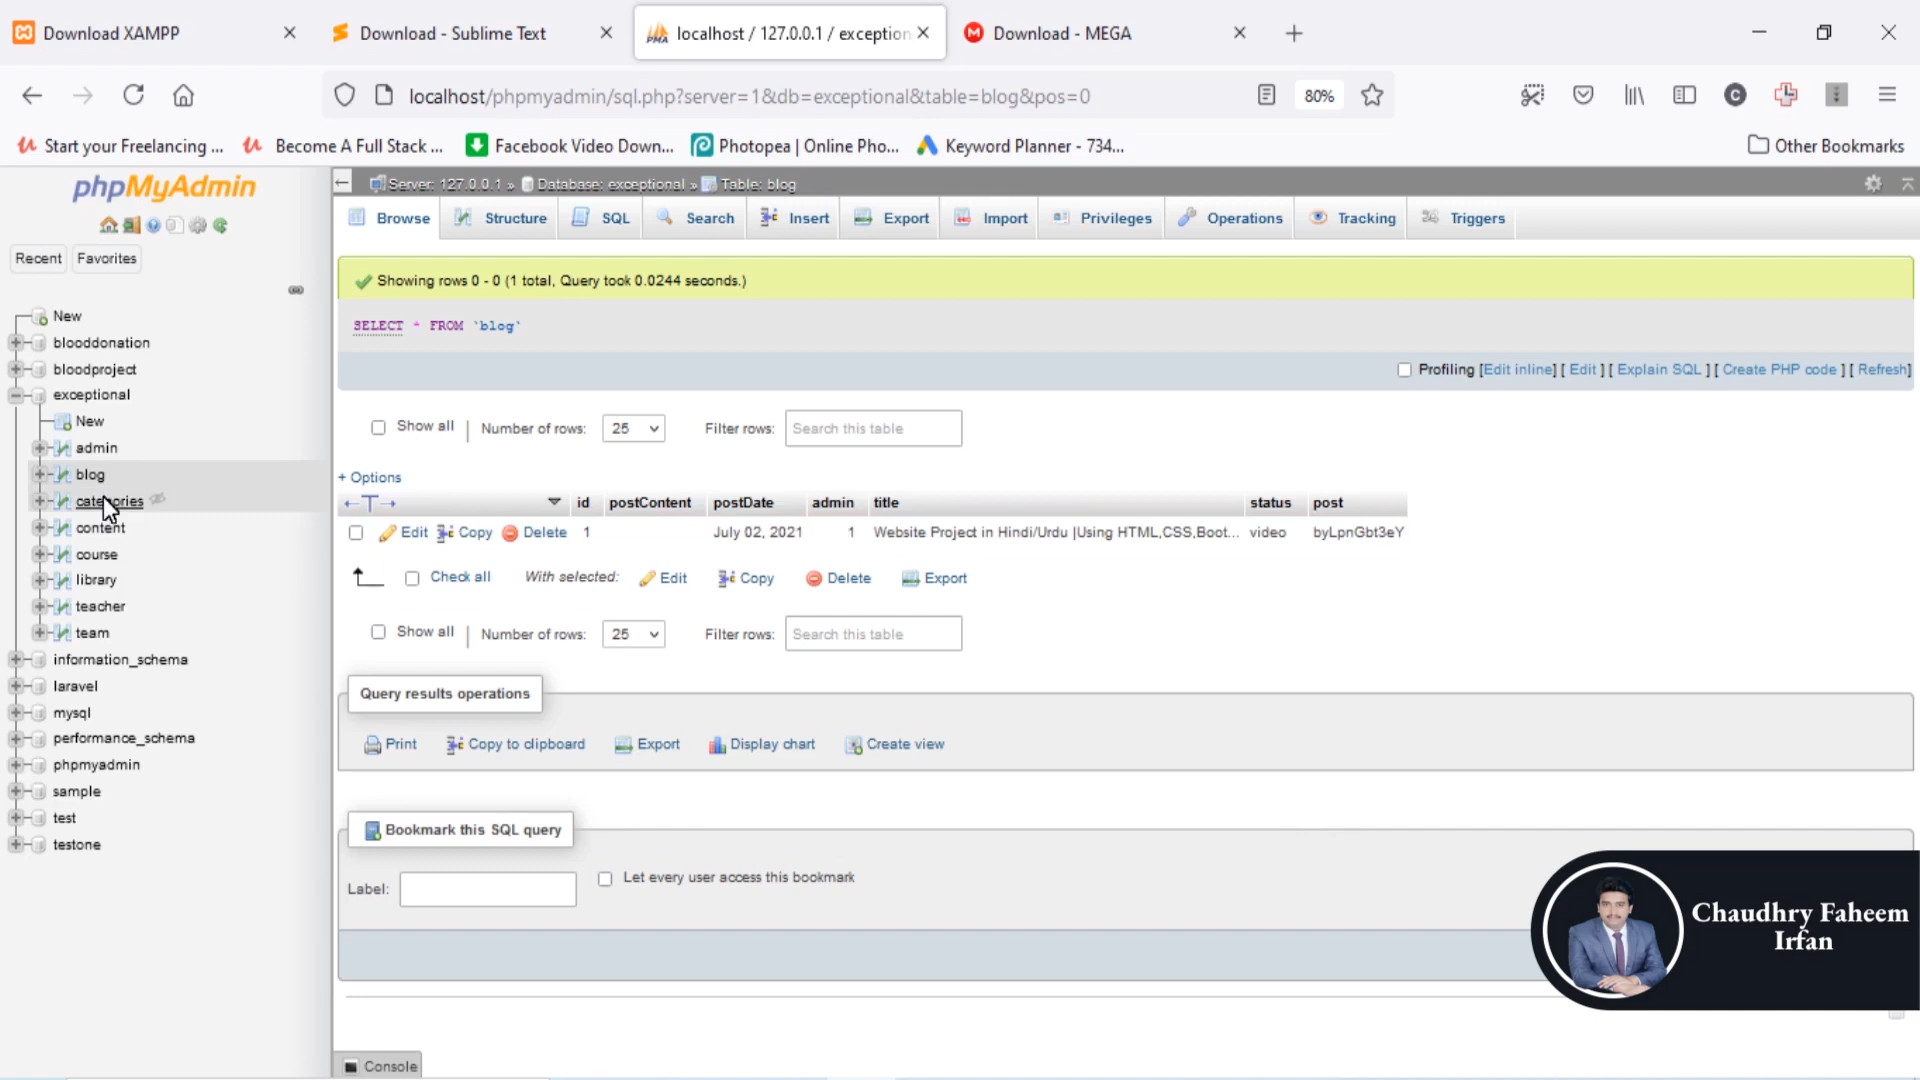 Download XAMPP
Download - Sublime Text
localhost / 127.0.0.1 / exception
Download - MEGA
localhost/phpmyadmin/sql.php?server=1&db=exceptional&table=blog&pos=0
80%
Start your Freelancing ...
Become A Full Stack ...
Facebook Video Down...
Photopea | Online Pho...
Keyword Planner - 734...
Other Bookmarks
phpMyAdmin
Recent
Favorites
New
blooddonation
bloodproject
exceptional
New
admin
blog
categories
content
course
library
teacher
team
information_schema
laravel
mysql
performance_schema
phpmyadmin
sample
test
testone
Server: 127.0.0.1 » Database: exceptional » Table: blog
Browse Structure SQL Search Insert Export Import Privileges Operations Tracking Triggers
Showing rows 0 - 0 (1 total, Query took 0.0244 seconds.)
SELECT * FROM `blog`
Profiling [Edit inline] [ Edit ] [ Explain SQL ] [ Create PHP code ] [ Refresh]
Show all | Number of rows: 25 Filter rows: Search this table
+ Options
←T→ id postContent postDate admin title status post
Edit Copy Delete 1 July 02, 2021 1 Website Project in Hindi/Urdu |Using HTML,CSS,Boot... video byLpnGbt3eY
Check all With selected: Edit Copy Delete Export
Show all | Number of rows: 25 Filter rows: Search this table
Query results operations
Print Copy to clipboard Export Display chart Create view
Bookmark this SQL query
Label: Let every user access this bookmark
Console
Chaudhry Faheem
Irfan